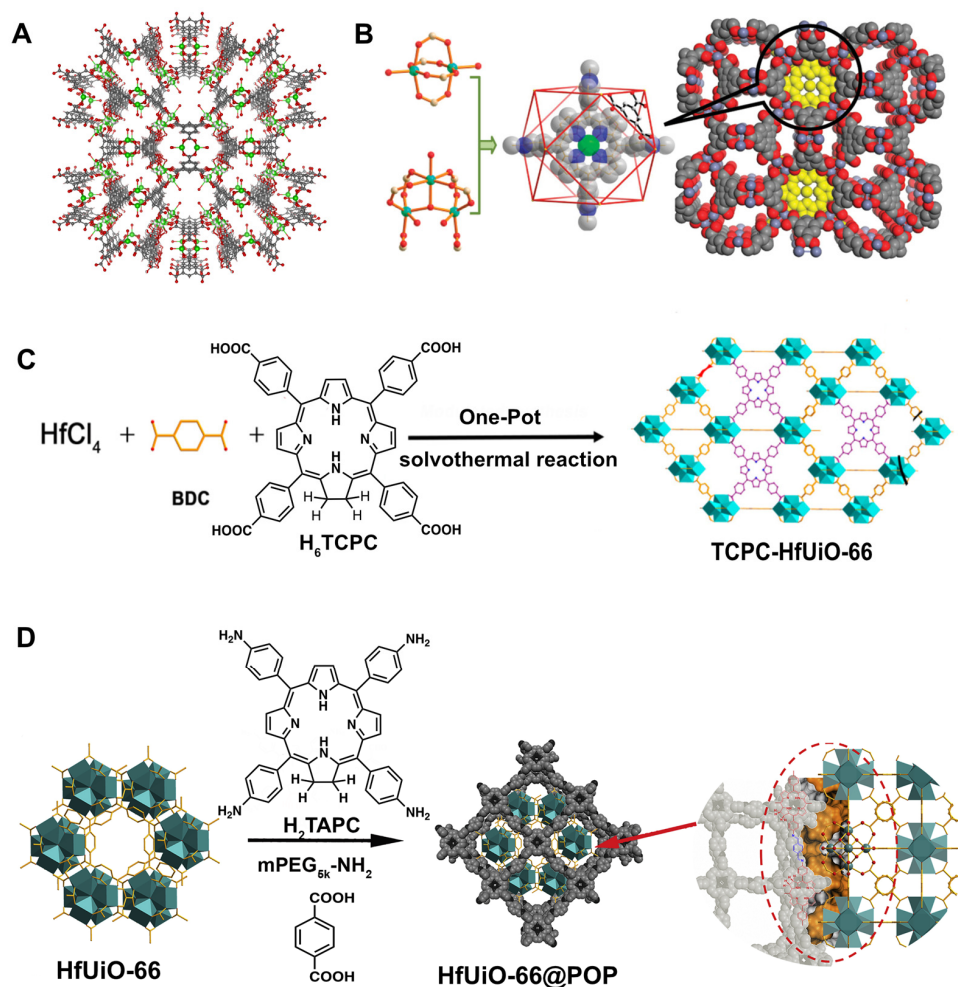 A
B
C
HfCl4 + BDC +
HOOC
COOH
NH
N
N
H
N
H
H
HOOC
COOH
H6TCPC
One-Pot
solvothermal reaction
TCPC-HfUiO-66
D
HfUiO-66
H2N
NH2
N
H
N
N
H
N
H
H
H2N
NH2
H2TAPC
mPEG5k-NH2
COOH
COOH
HfUiO-66@POP